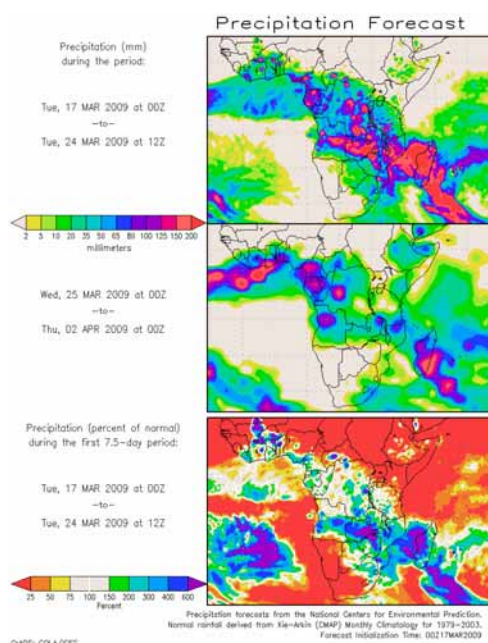 Precipitation Forecast
Precipitation (mm)
during the period:
Tue, 17 MAR 2009 at 00Z
—to—
Tue, 24 MAR 2009 at 12Z
2 5 10 20 35 50 65 80 100 125 150 200
millimeters
Wed, 25 MAR 2009 at 00Z
—to—
Thu, 02 APR 2009 at 00Z
Precipitation (percent of normal)
during the first 7.5-day period:
Tue, 17 MAR 2009 at 00Z
—to—
Tue, 24 MAR 2009 at 12Z
25 50 75 100 150 200 300 400 600
Percent
Precipitation forecasts from the National Centers for Environmental Prediction.
Normal rainfall derived from Xie-Arkin (CMAP) Monthly Climatology for 1979-2003.
Forecast Initialization Time: 00Z17MAR2009